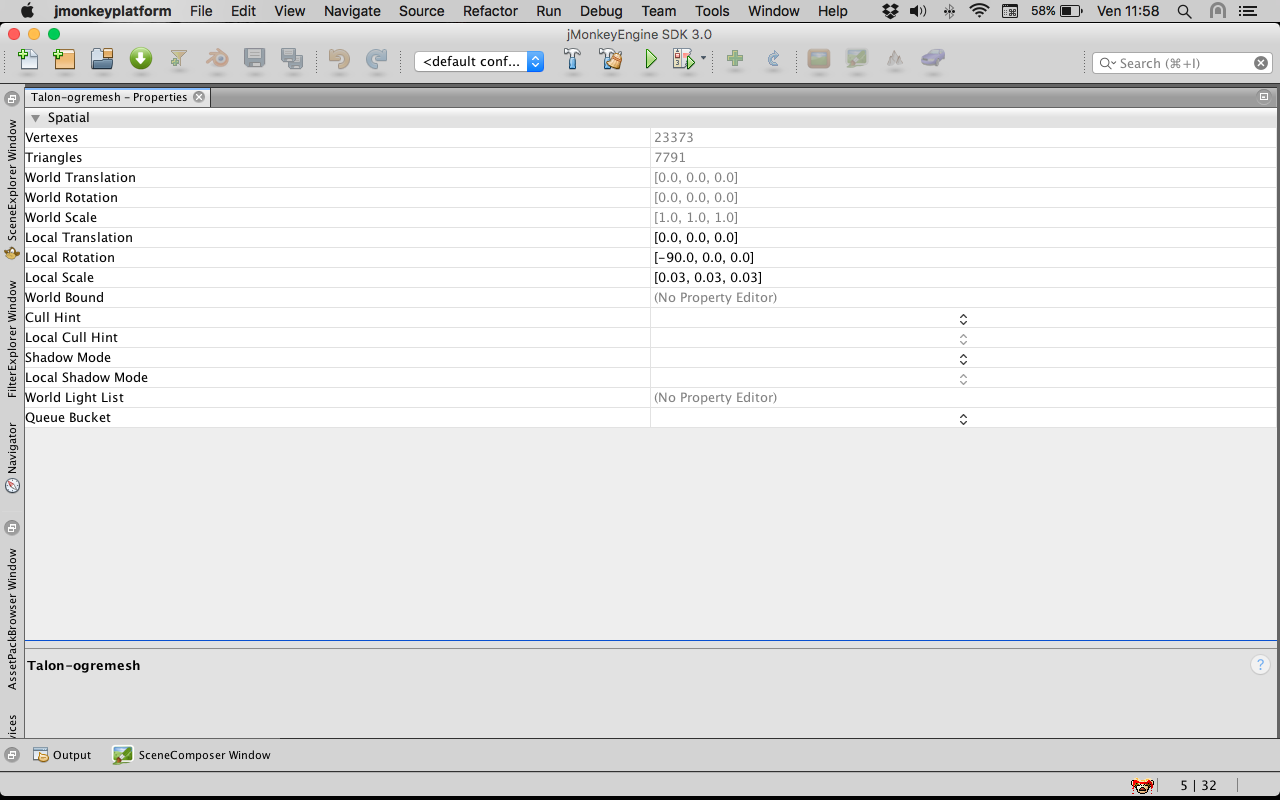 jmonkeyplatform File Edit View Navigate Source Refactor Run Debug Team Tools Window Help 58% Ven 11:58
jMonkeyEngine SDK 3.0
<default conf... Search (⌘+I)
Talon-ogremesh - Properties
Spatial
Vertexes 23373
Triangles 7791
World Translation [0.0, 0.0, 0.0]
World Rotation [0.0, 0.0, 0.0]
World Scale [1.0, 1.0, 1.0]
Local Translation [0.0, 0.0, 0.0]
Local Rotation [-90.0, 0.0, 0.0]
Local Scale [0.03, 0.03, 0.03]
World Bound (No Property Editor)
Cull Hint
Local Cull Hint
Shadow Mode
Local Shadow Mode
World Light List (No Property Editor)
Queue Bucket
SceneExplorer Window
FilterExplorer Window
Navigator
AssetPackBrowser Window
Talon-ogremesh ?
Output SceneComposer Window
5 | 32